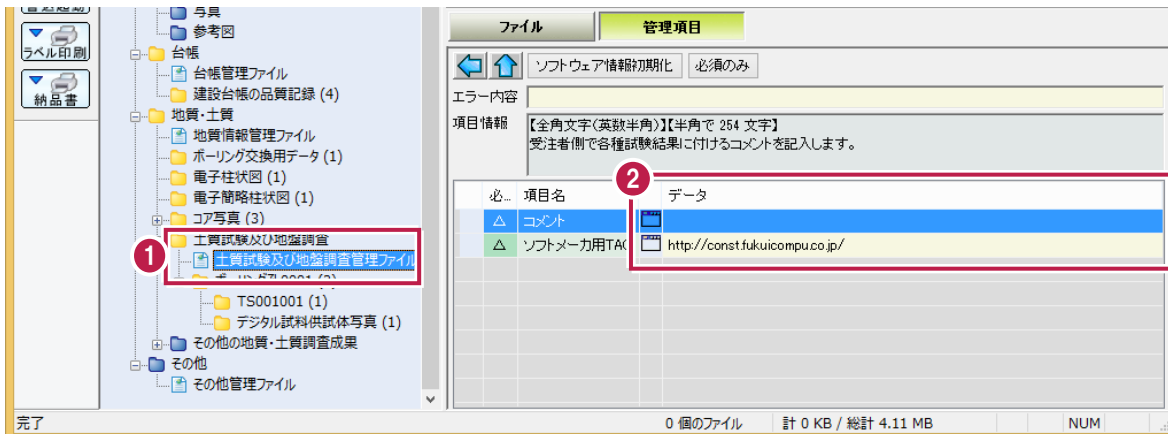 ラベル印刷
納品書
写真
参考図
台帳
台帳管理ファイル
建設台帳の品質記録 (4)
地質・土質
地質情報管理ファイル
ボーリング交換用データ (1)
電子柱状図 (1)
電子簡略柱状図 (1)
コア写真 (3)
土質試験及び地盤調査
1
土質試験及び地盤調査管理ファイル
TS001001 (1)
デジタル試料供試体写真 (1)
その他の地質・土質調査成果
その他
その他管理ファイル
ファイル
管理項目
ソフトウェア情報初期化
必須のみ
エラー内容
項目情報
【全角文字(英数半角)】【半角で 254 文字】
受注者側で各種試験結果に付けるコメントを記入します。
2
必... 項目名 データ
△ コメント
△ ソフトメーカ用TA( http://const.fukuicompu.co.jp/
完了
0 個のファイル 計 0 KB / 総計 4.11 MB NUM